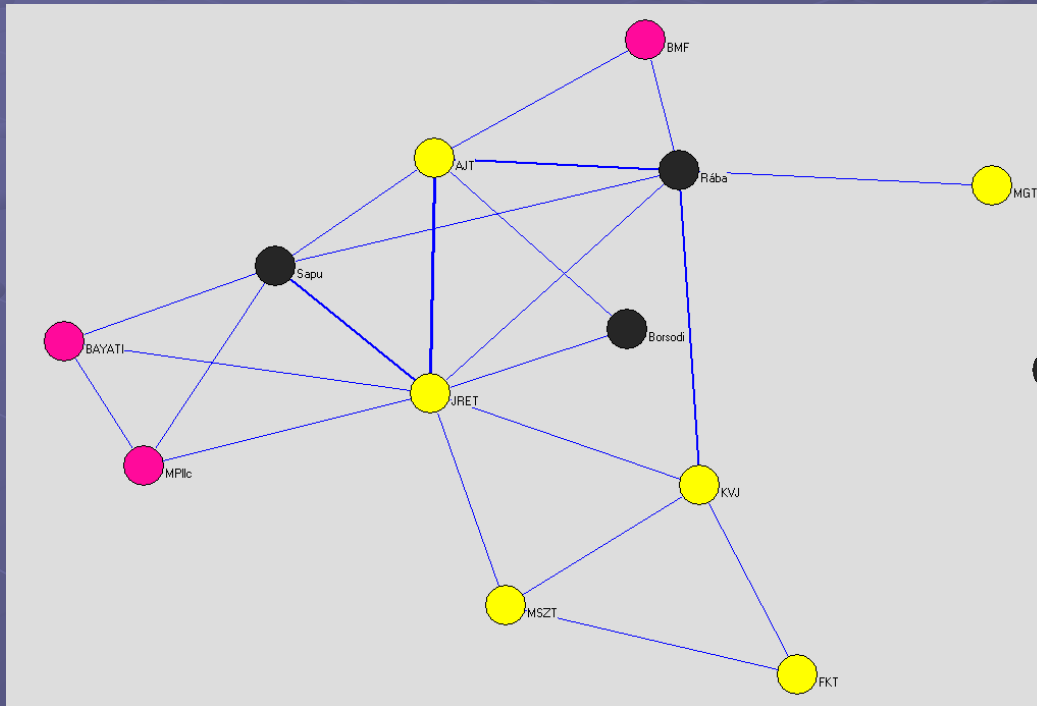 BMF
AJT
Rába
MGT
Sapu
Borsodi
BAYATI
JRET
MPllc
KVJ
MSZT
FKT